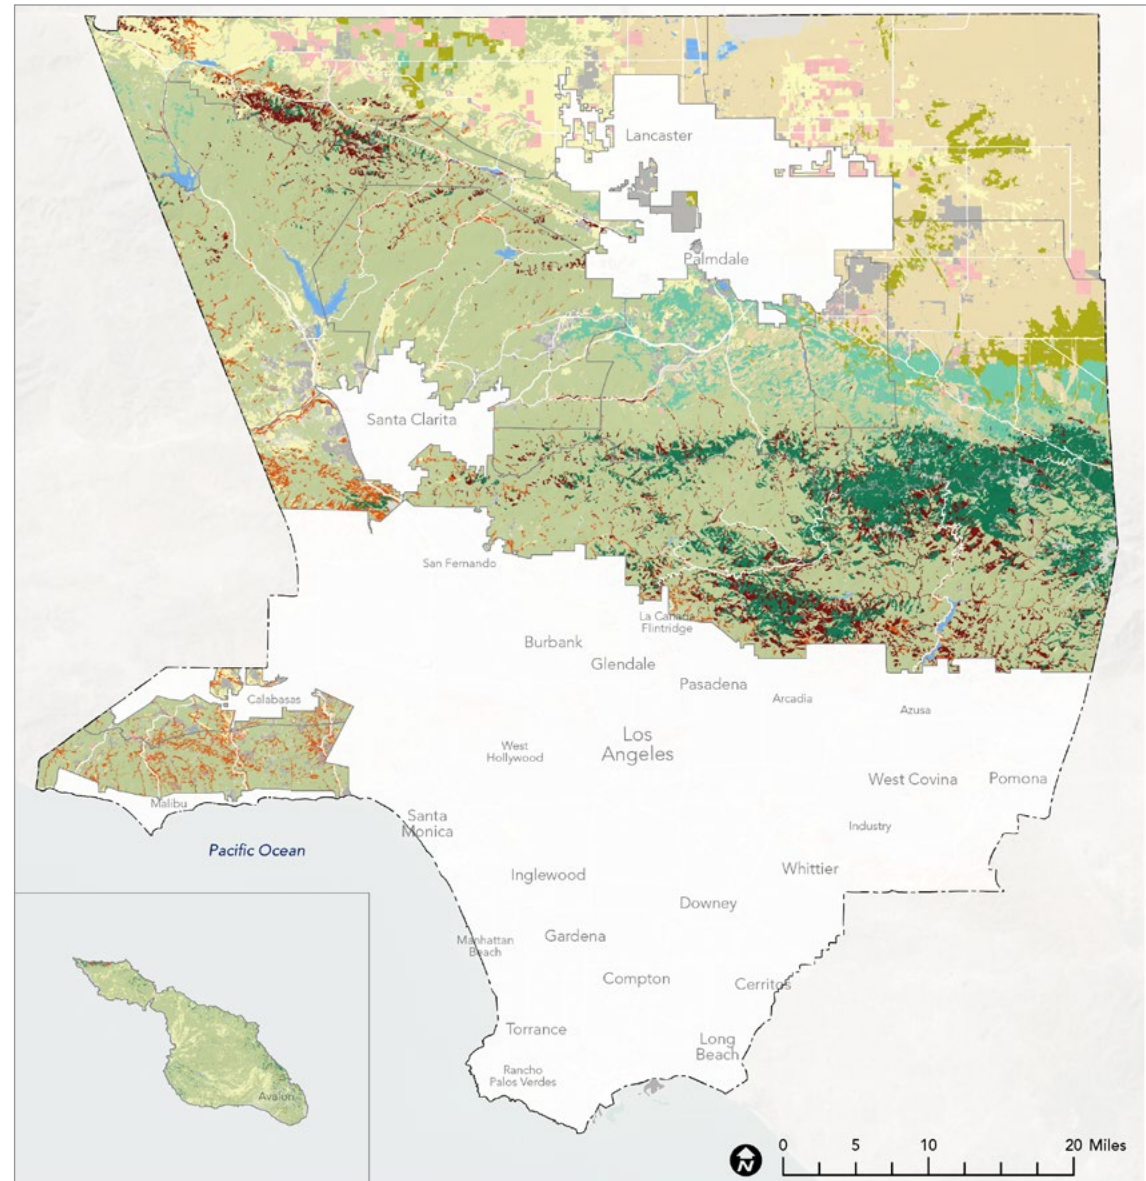 Lancaster
Palmdale
Santa Clarita
San Fernando
La Cañada
Flintridge
Burbank
Glendale
Pasadena
Arcadia
Azusa
Calabasas
Los
Angeles
West
Hollywood
West Covina
Pomona
Malibu
Santa
Monica
Industry
Pacific Ocean
Whittier
Inglewood
Downey
Manhattan
Beach
Gardena
Compton
Cerritos
Torrance
Long
Beach
Rancho
Palos Verdes
Avalon
N
0 5 10 20 Miles